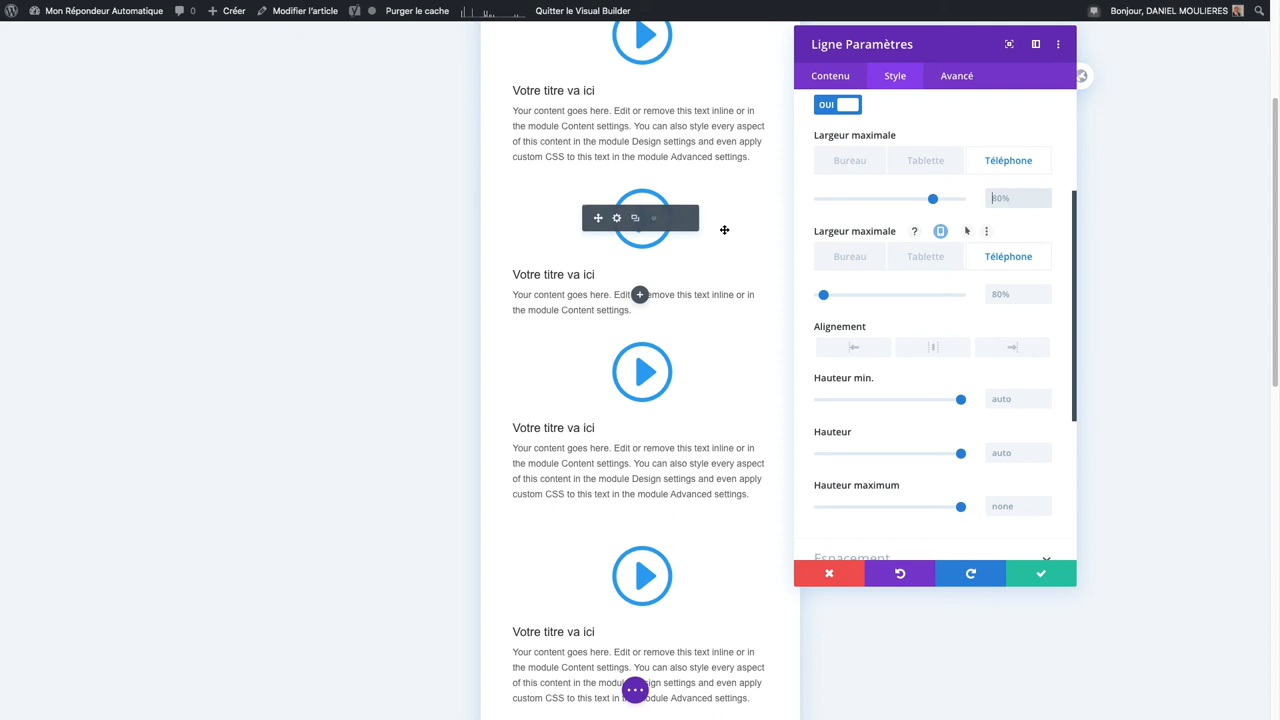 Mon Répondeur Automatique 0 Créer Modifier l'article Purger le cache Quitter le Visual Builder Bonjour, DANIEL MOULIERES
Votre titre va ici
Your content goes here. Edit or remove this text inline or in
the module Content settings. You can also style every aspect
of this content in the module Design settings and even apply
custom CSS to this text in the module Advanced settings.
Votre titre va ici
Your content goes here. Edit remove this text inline or in
the module Content settings.
Votre titre va ici
Your content goes here. Edit or remove this text inline or in
the module Content settings. You can also style every aspect
of this content in the module Design settings and even apply
custom CSS to this text in the module Advanced settings.
Votre titre va ici
Your content goes here. Edit or remove this text inline or in
the module Content settings. You can also style every aspect
of this content in the settings and even apply
custom CSS to this text in module Advanced settings.
Ligne Paramètres
Contenu Style Avancé
OUI
Largeur maximale
Bureau Tablette Téléphone
80%
Largeur maximale ?
Bureau Tablette Téléphone
80%
Alignement
Hauteur min.
auto
Hauteur
auto
Hauteur maximum
none
Espacement